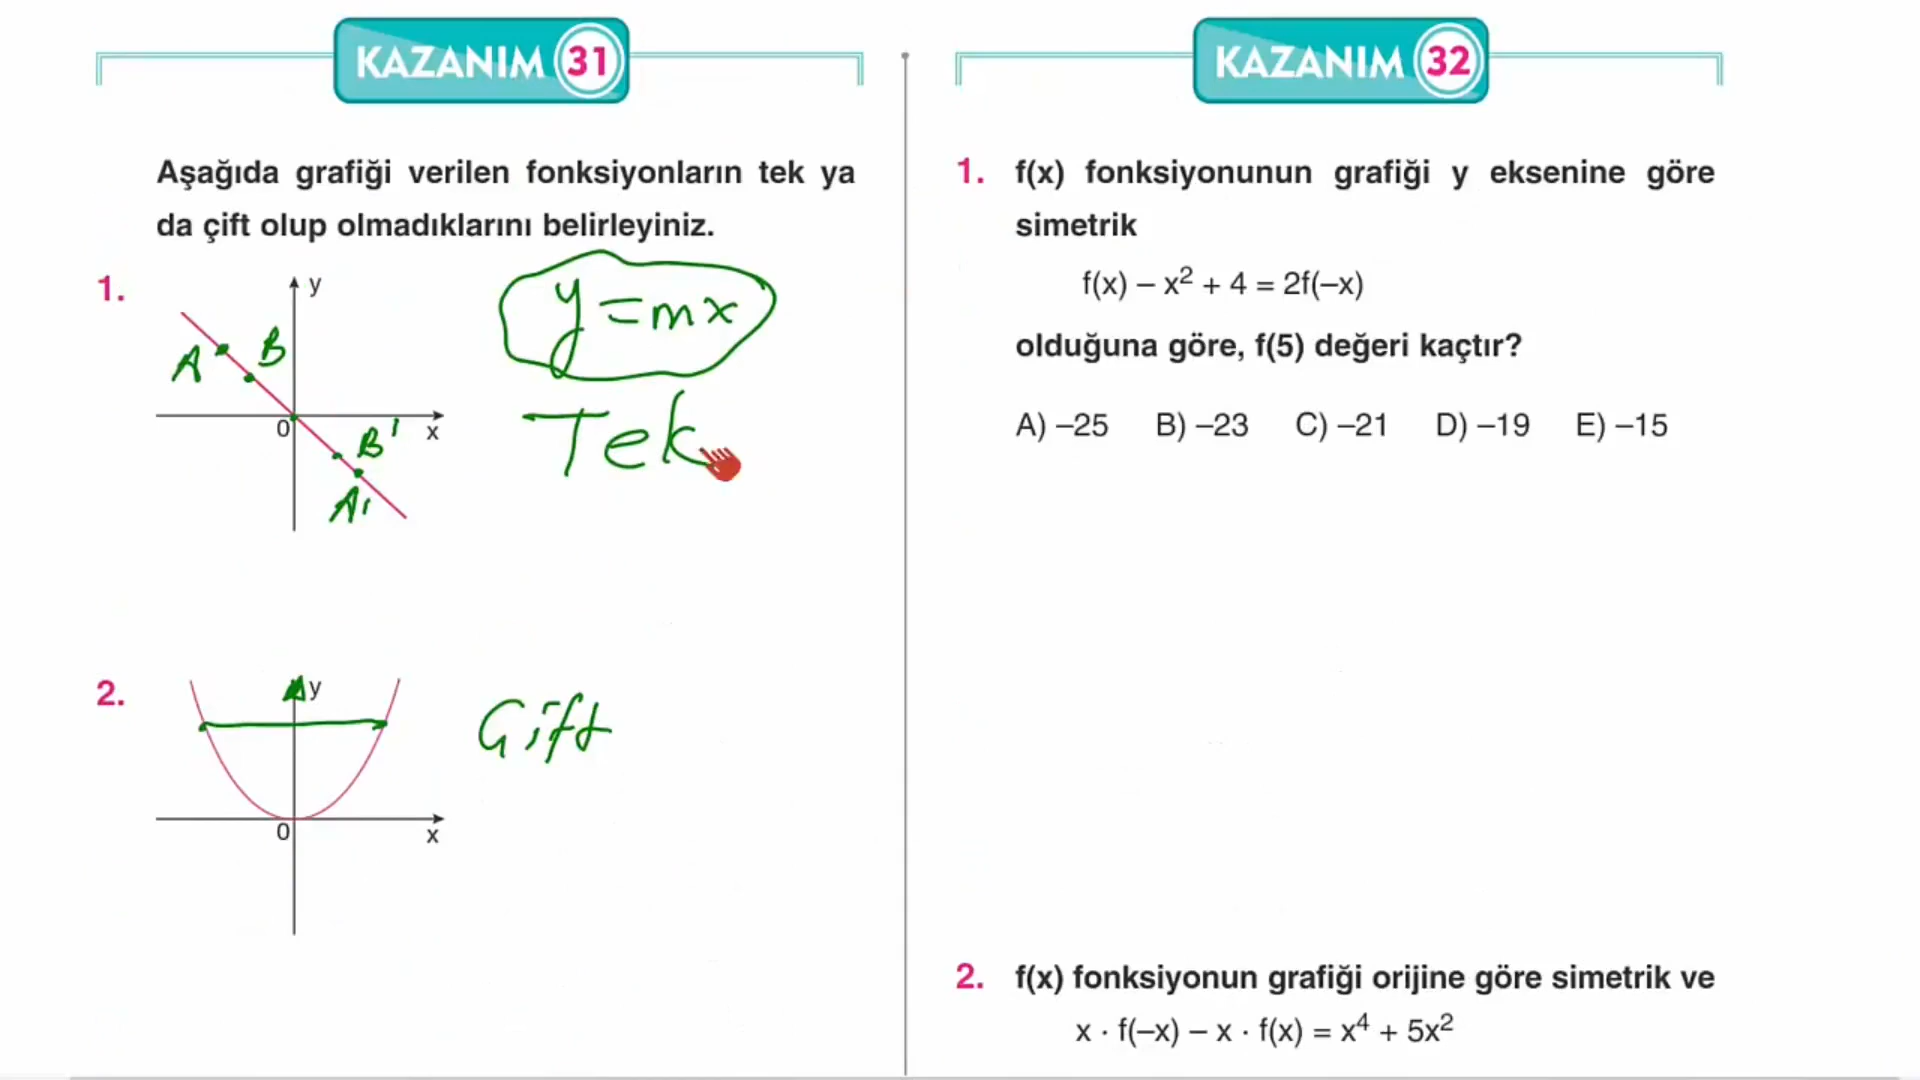 KAZANIM 31
Aşağıda grafiği verilen fonksiyonların tek ya
da çift olup olmadıklarını belirleyiniz.
1.
y
y = mx
A
B
0
x
B'
A'
Tek
2.
y
Çift
0
x
KAZANIM 32
1. f(x) fonksiyonunun grafiği y eksenine göre
simetrik
f(x) – x² + 4 = 2f(–x)
olduğuna göre, f(5) değeri kaçtır?
A) –25 B) –23 C) –21 D) –19 E) –15
2. f(x) fonksiyonun grafiği orijine göre simetrik ve
x · f(–x) – x · f(x) = x⁴ + 5x²